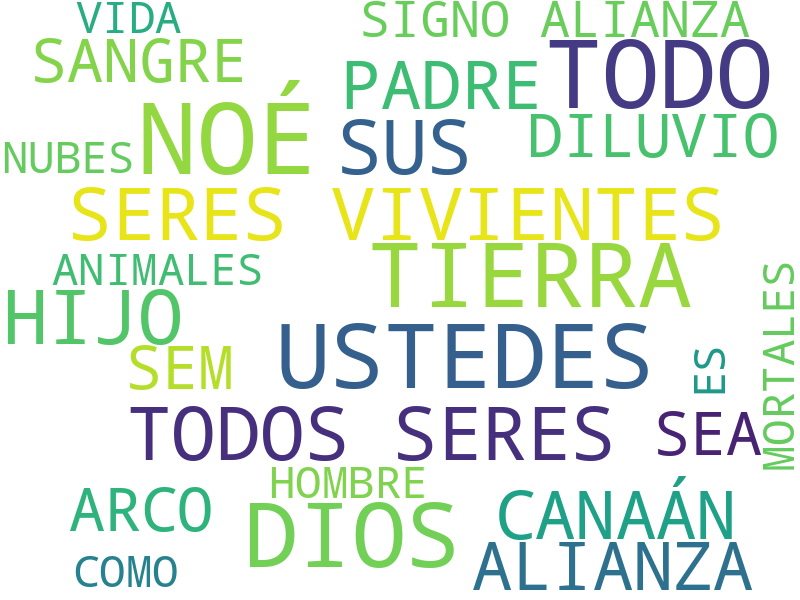 VIDA
SIGNO ALIANZA
SANGRE
PADRE
TODO
NOÉ
SUS
DILUVIO
NUBES
SERES VIVIENTES
TIERRA
ANIMALES
HIJO
MORTALES
USTEDES
SEM
ES
TODOS SERES
SEA
HOMBRE
ARCO
DIOS
CANAÁN
COMO
ALIANZA